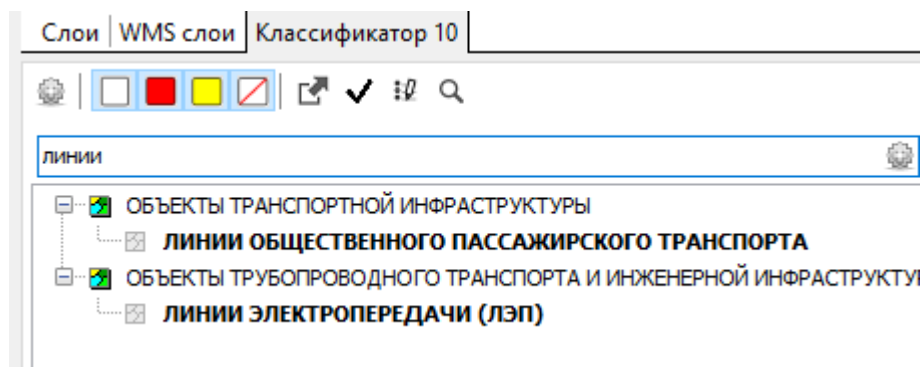 Слои WMS слои Классификатор 10
линии
ОБЪЕКТЫ ТРАНСПОРТНОЙ ИНФРАСТРУКТУРЫ
ЛИНИИ ОБЩЕСТВЕННОГО ПАССАЖИРСКОГО ТРАНСПОРТА
ОБЪЕКТЫ ТРУБОПРОВОДНОГО ТРАНСПОРТА И ИНЖЕНЕРНОЙ ИНФРАСТРУКТУ
ЛИНИИ ЭЛЕКТРОПЕРЕДАЧИ (ЛЭП)